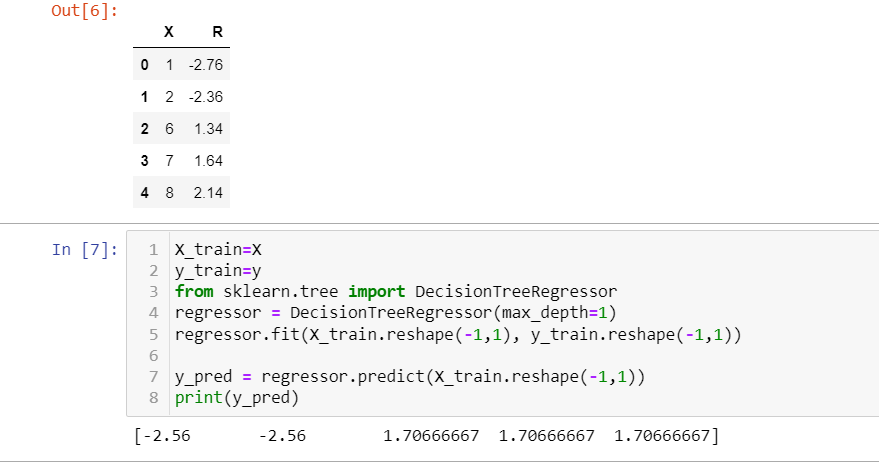 Out[6]:
X R
0 1 -2.76
1 2 -2.36
2 6 1.34
3 7 1.64
4 8 2.14
In [7]:
1 X_train=X
2 y_train=y
3 from sklearn.tree import DecisionTreeRegressor
4 regressor = DecisionTreeRegressor(max_depth=1)
5 regressor.fit(X_train.reshape(-1,1), y_train.reshape(-1,1))
6
7 y_pred = regressor.predict(X_train.reshape(-1,1))
8 print(y_pred)
[-2.56 -2.56 1.70666667 1.70666667 1.70666667]